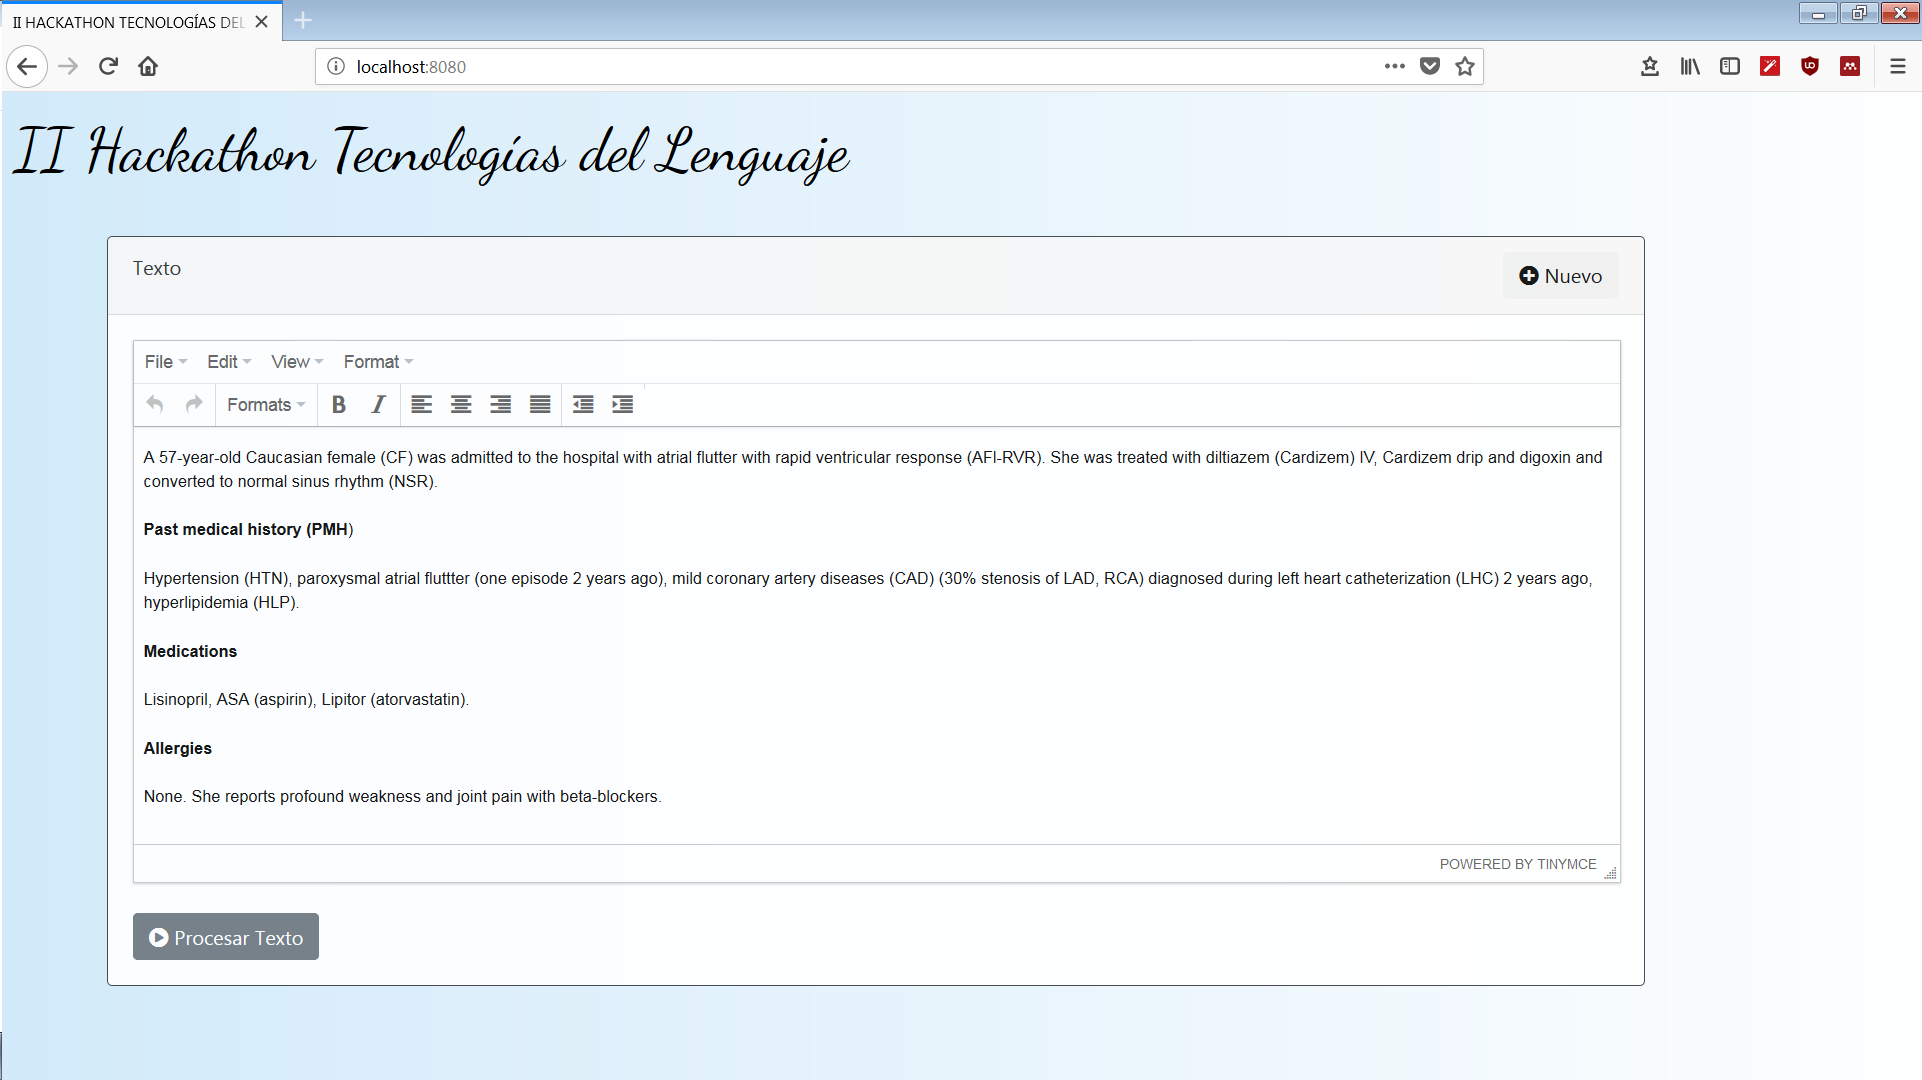 II HACKATHON TECNOLOGÍAS DEL
localhost:8080
II Hackathon Tecnologías del Lenguaje
Texto
Nuevo
File Edit View Format
Formats B I
A 57-year-old Caucasian female (CF) was admitted to the hospital with atrial flutter with rapid ventricular response (AFl-RVR). She was treated with diltiazem (Cardizem) IV, Cardizem drip and digoxin and
converted to normal sinus rhythm (NSR).
Past medical history (PMH)
Hypertension (HTN), paroxysmal atrial fluttter (one episode 2 years ago), mild coronary artery diseases (CAD) (30% stenosis of LAD, RCA) diagnosed during left heart catheterization (LHC) 2 years ago,
hyperlipidemia (HLP).
Medications
Lisinopril, ASA (aspirin), Lipitor (atorvastatin).
Allergies
None. She reports profound weakness and joint pain with beta-blockers.
POWERED BY TINYMCE
Procesar Texto